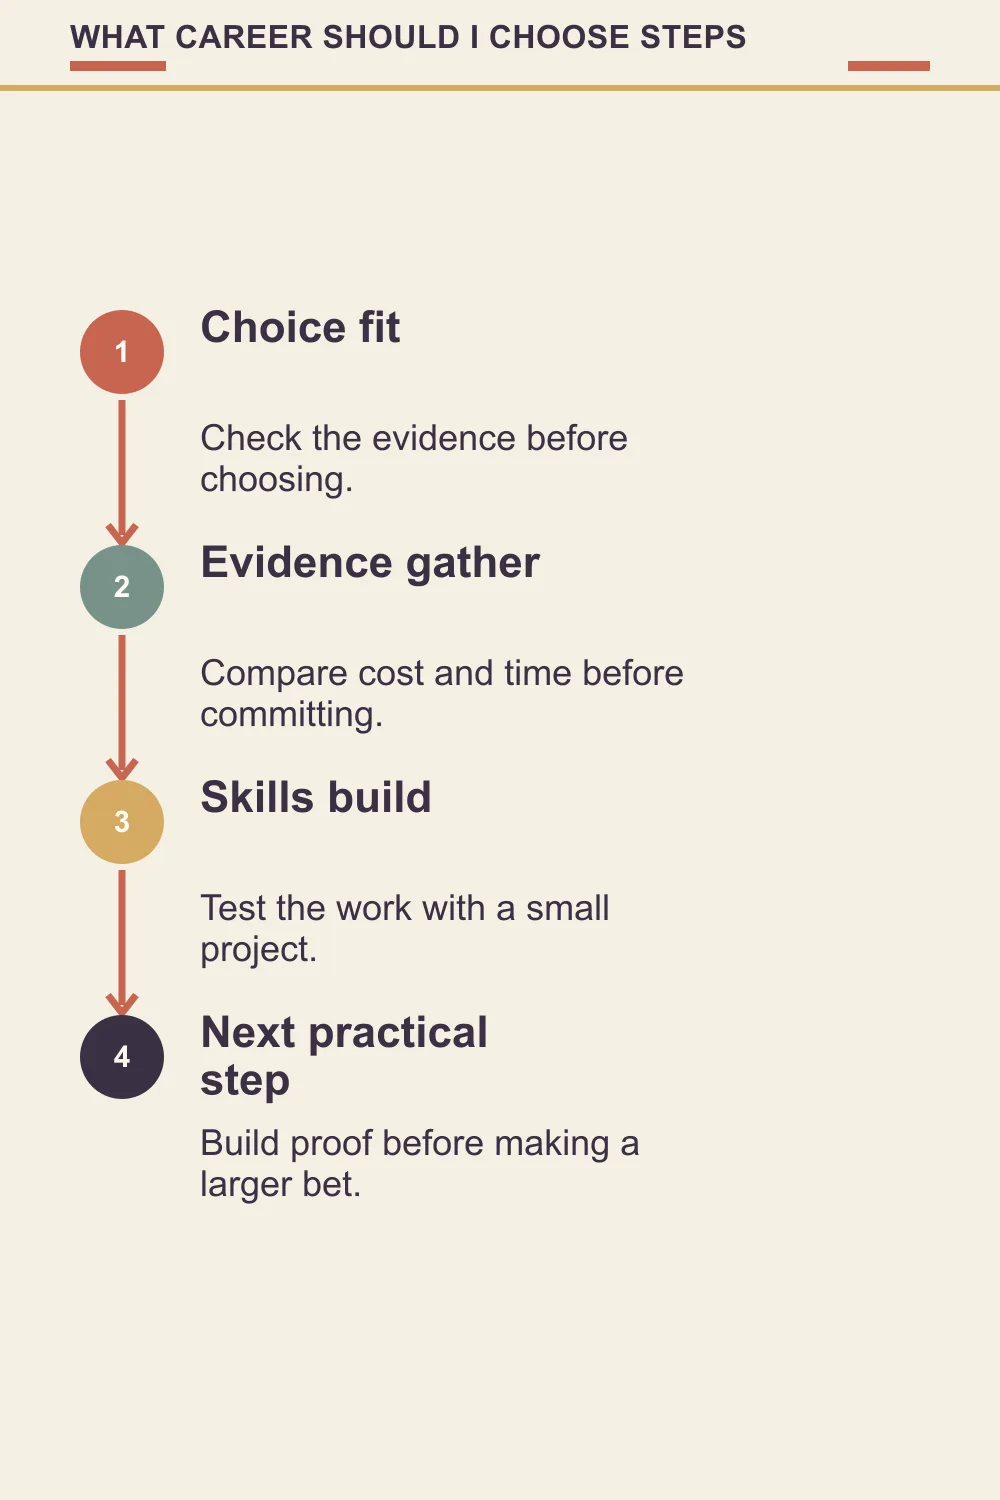 WHAT CAREER SHOULD I CHOOSE STEPS
1
Choice fit
Check the evidence before
choosing.
2
Evidence gather
Compare cost and time before
committing.
3
Skills build
Test the work with a small
project.
4
Next practical
step
Build proof before making a
larger bet.